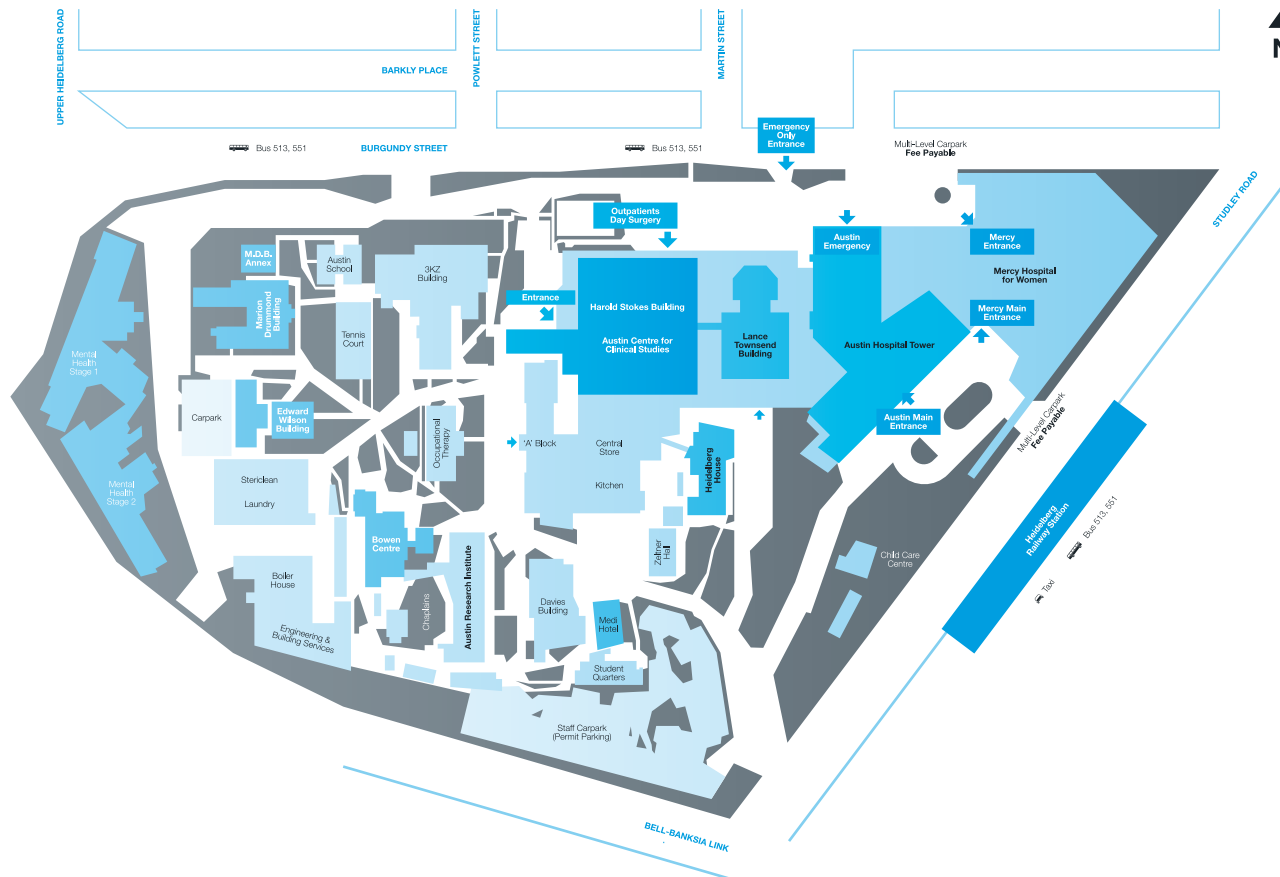 UPPER HEIDELBERG ROAD
POWLETT STREET
MARTIN STREET
N
BARKLY PLACE
Emergency
Only
Entrance
Bus 513, 551
BURGUNDY STREET
Bus 513, 551
Multi-Level Carpark
Fee Payable
STUDLEY ROAD
Outpatients
Day Surgery
Austin
Emergency
Mercy
Entrance
M.D.B.
Annex
Austin
School
3KZ
Building
Mercy Hospital
for Women
Entrance
Harold Stokes Building
Mercy Main
Entrance
Marion
Drummond
Building
Tennis
Court
Austin Centre for
Clinical Studies
Lance
Townsend
Building
Austin Hospital Tower
Mental
Health
Stage 1
Carpark
Edward
Wilson
Building
Occupational
Therapy
'A' Block
Central
Store
Austin Main
Entrance
Multi-Level Carpark
Fee Payable
Heidelberg
House
Stericlean
Laundry
Kitchen
Mental
Health
Stage 2
Bowen
Centre
Zeltner
Hall
Heidelberg
Railway Station
Bus 513, 551
Taxi
Child Care
Centre
Boiler
House
Engineering &
Building Services
Chaplains
Austin Research Institute
Davies
Building
Medi
Hotel
Student
Quarters
Staff Carpark
(Permit Parking)
BELL-BANKSIA LINK